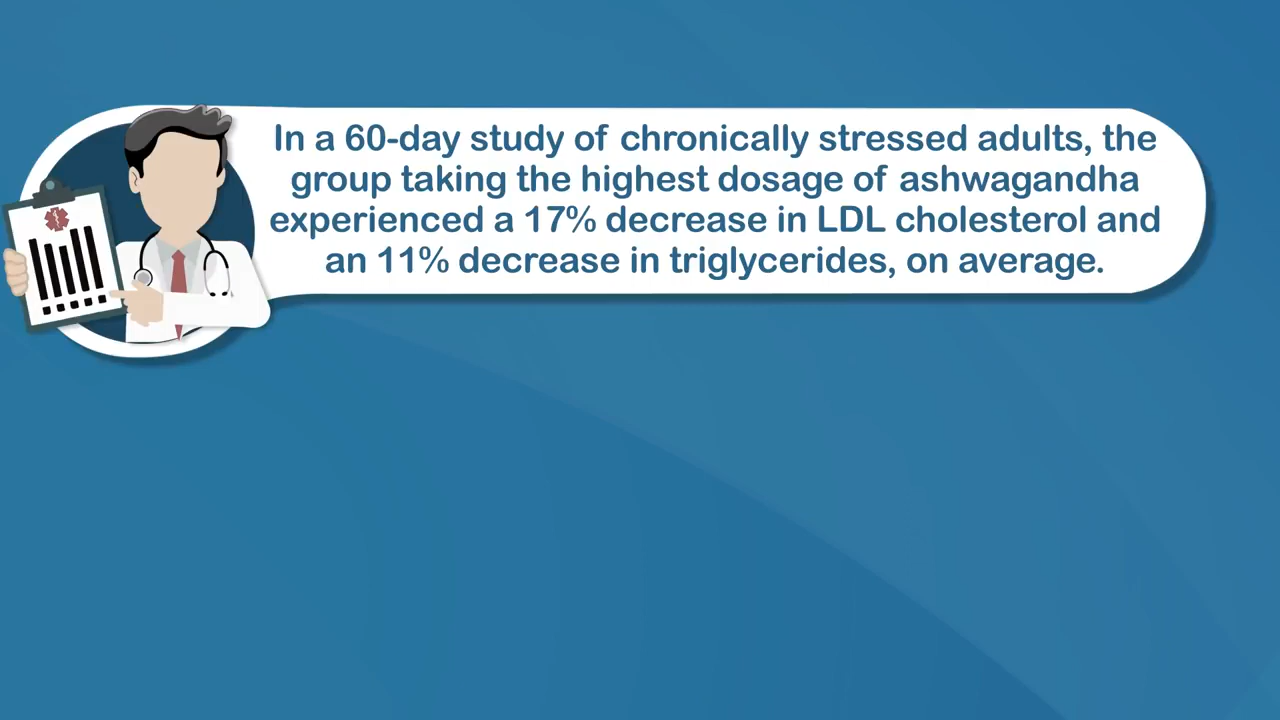 In a 60-day study of chronically stressed adults, the
group taking the highest dosage of ashwagandha
experienced a 17% decrease in LDL cholesterol and
an 11% decrease in triglycerides, on average.